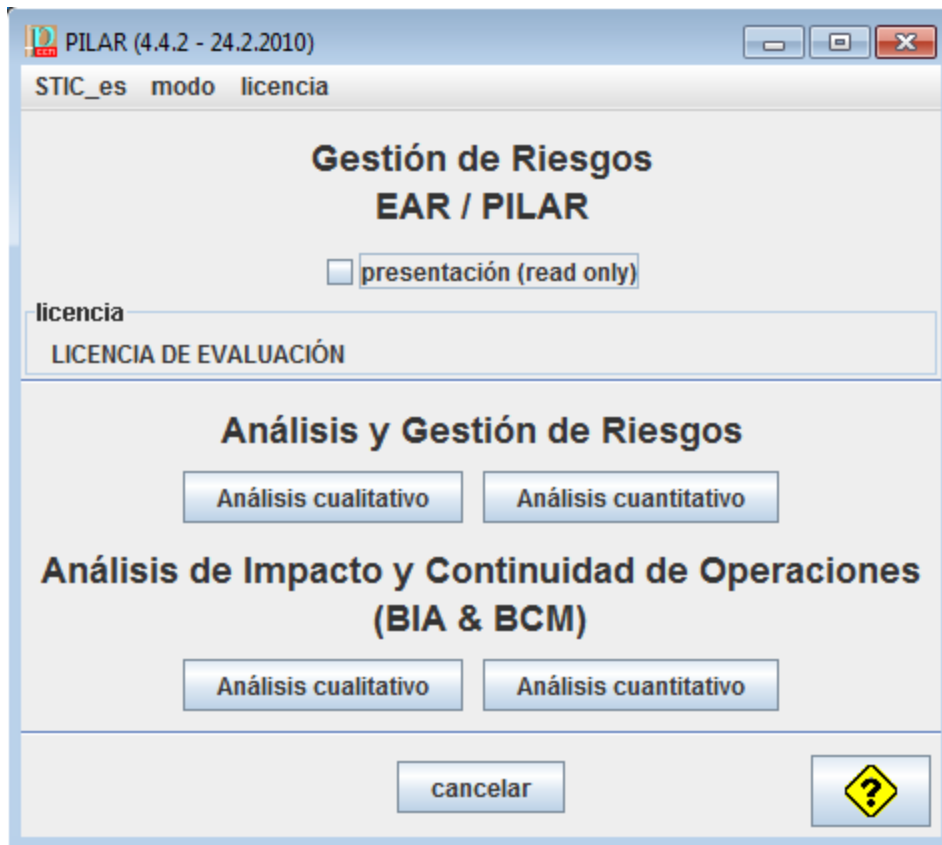 PILAR (4.4.2 - 24.2.2010)
STIC_es modo licencia
Gestión de Riesgos
EAR / PILAR
presentación (read only)
licencia
LICENCIA DE EVALUACIÓN
Análisis y Gestión de Riesgos
Análisis cualitativo Análisis cuantitativo
Análisis de Impacto y Continuidad de Operaciones
(BIA & BCM)
Análisis cualitativo Análisis cuantitativo
cancelar
?